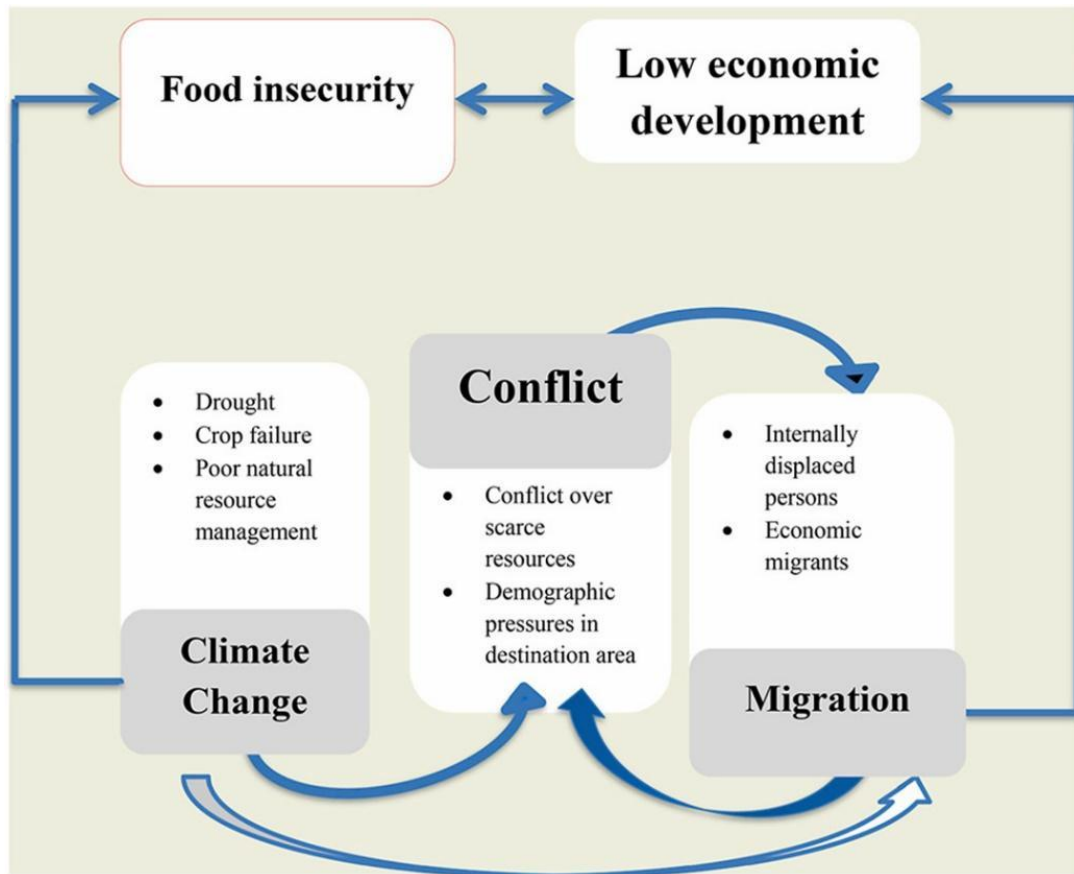 Food insecurity
Low economic
development
Conflict
• Drought
• Crop failure
• Poor natural
resource
management
• Conflict over
scarce
resources
• Demographic
pressures in
destination area
• Internally
displaced
persons
• Economic
migrants
Climate
Change
Migration